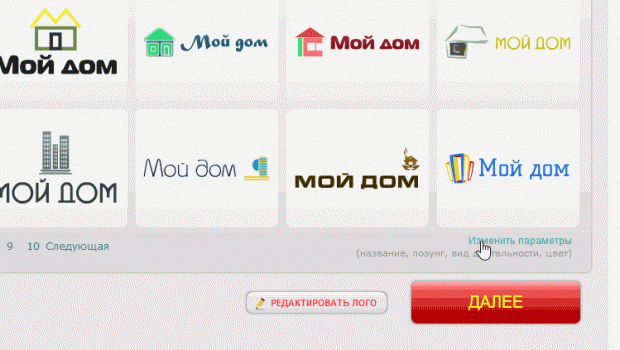 Мой дом
Мой дом
Мой дом
МОЙ ДОМ
МОЙ ДОМ
Мой дом
МОЙ ДОМ
Мой дом
9 10 Следующая
Изменить параметры
(название, лозунг, вид деятельности, цвет)
РЕДАКТИРОВАТЬ ЛОГО
ДАЛЕЕ